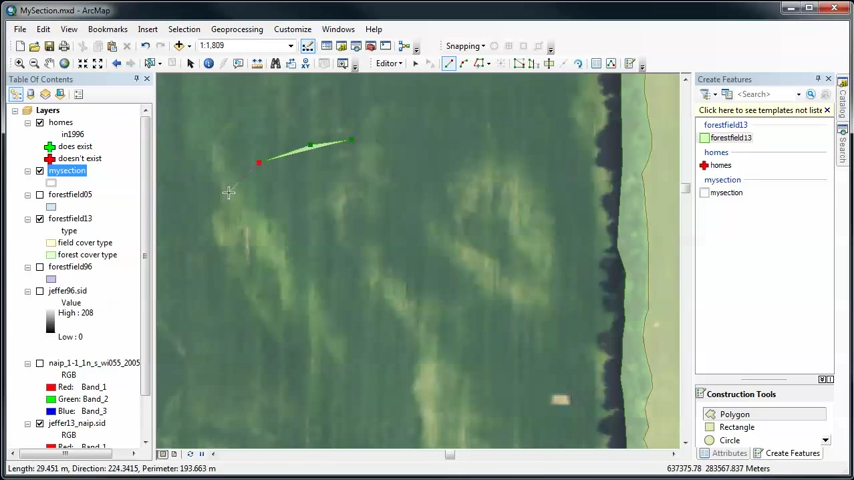 MySection.mxd - ArcMap
File Edit View Bookmarks Insert Selection Geoprocessing Customize Windows Help
1:1,809 Snapping
Editor
Table Of Contents
Layers
homes
in1996
does exist
doesn't exist
mysection
forestfield05
forestfield13
type
field cover type
forest cover type
forestfield96
jeffer96.sid
Value
High : 208
Low : 0
naip_1-1_1n_s_wi055_2005
RGB
Red: Band_1
Green: Band_2
Blue: Band_3
jeffer13_naip.sid
RGB
Red: Band_1
Create Features
<Search>
Click here to see templates not listed
forestfield13
forestfield13
homes
homes
mysection
mysection
Construction Tools
Polygon
Rectangle
Circle
Attributes Create Features
Catalog
Search
Length: 29.451 m, Direction: 224.3415, Perimeter: 193.663 m
637375.78 283567.837 Meters